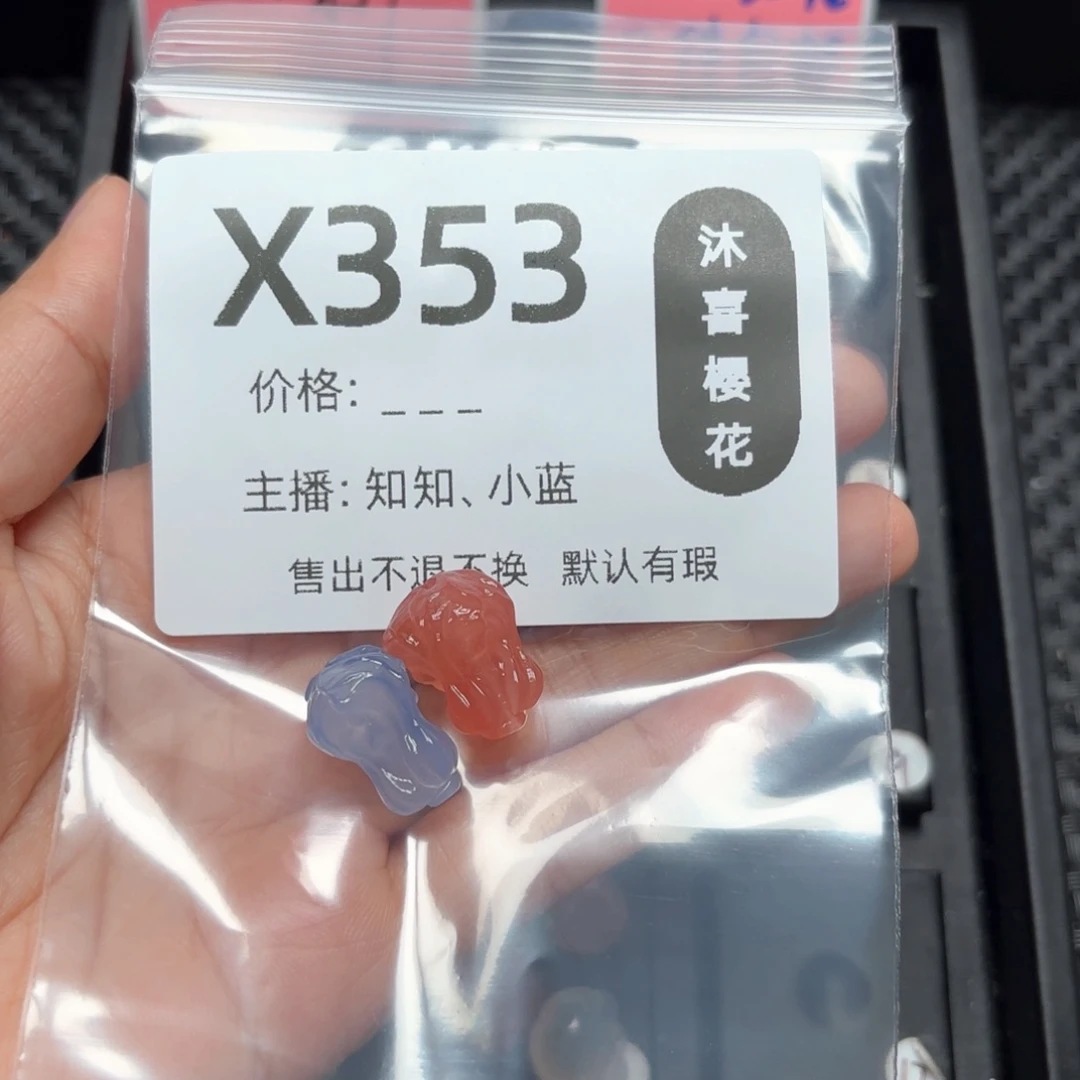 X353
沐喜樱花
价格: _ _ _
主播: 知知、小蓝
售出不退不换 默认有瑕